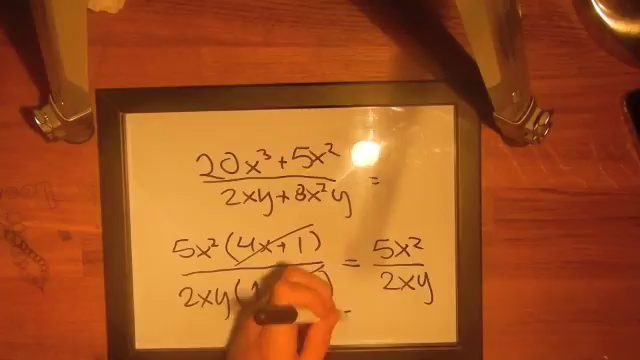 20x³+5x²
2xy+8x²y =
5x²(4x+1) = 5x²
2xy( 2xy